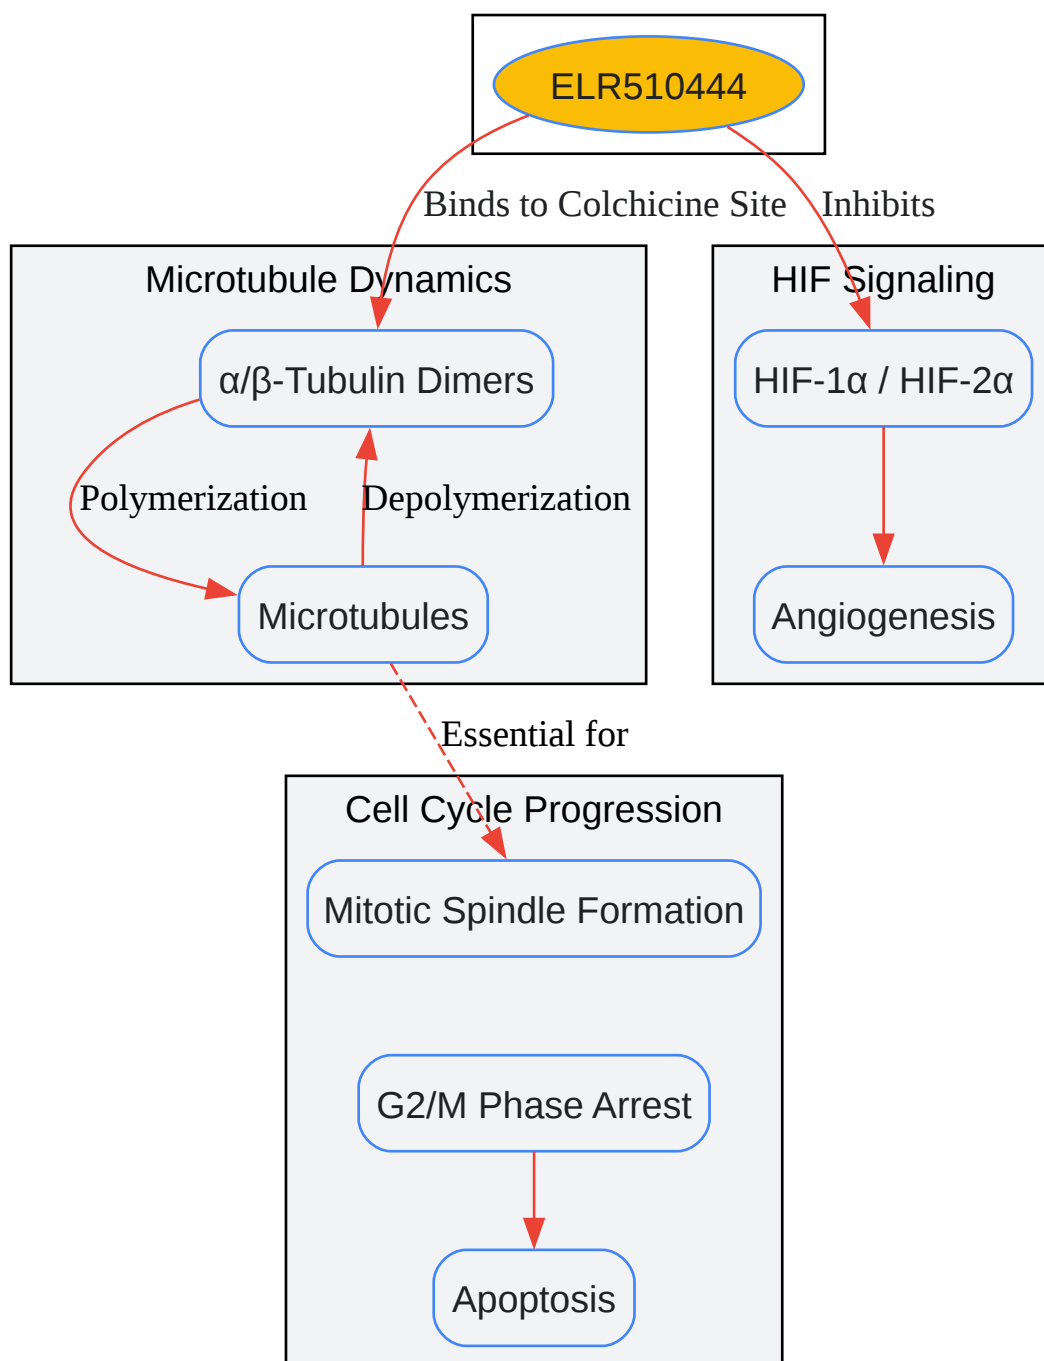 ELR510444
Binds to Colchicine Site
Inhibits
Microtubule Dynamics
HIF Signaling
α/β-Tubulin Dimers
HIF-1α / HIF-2α
Polymerization
Depolymerization
Microtubules
Angiogenesis
Essential for
Cell Cycle Progression
Mitotic Spindle Formation
G2/M Phase Arrest
Apoptosis